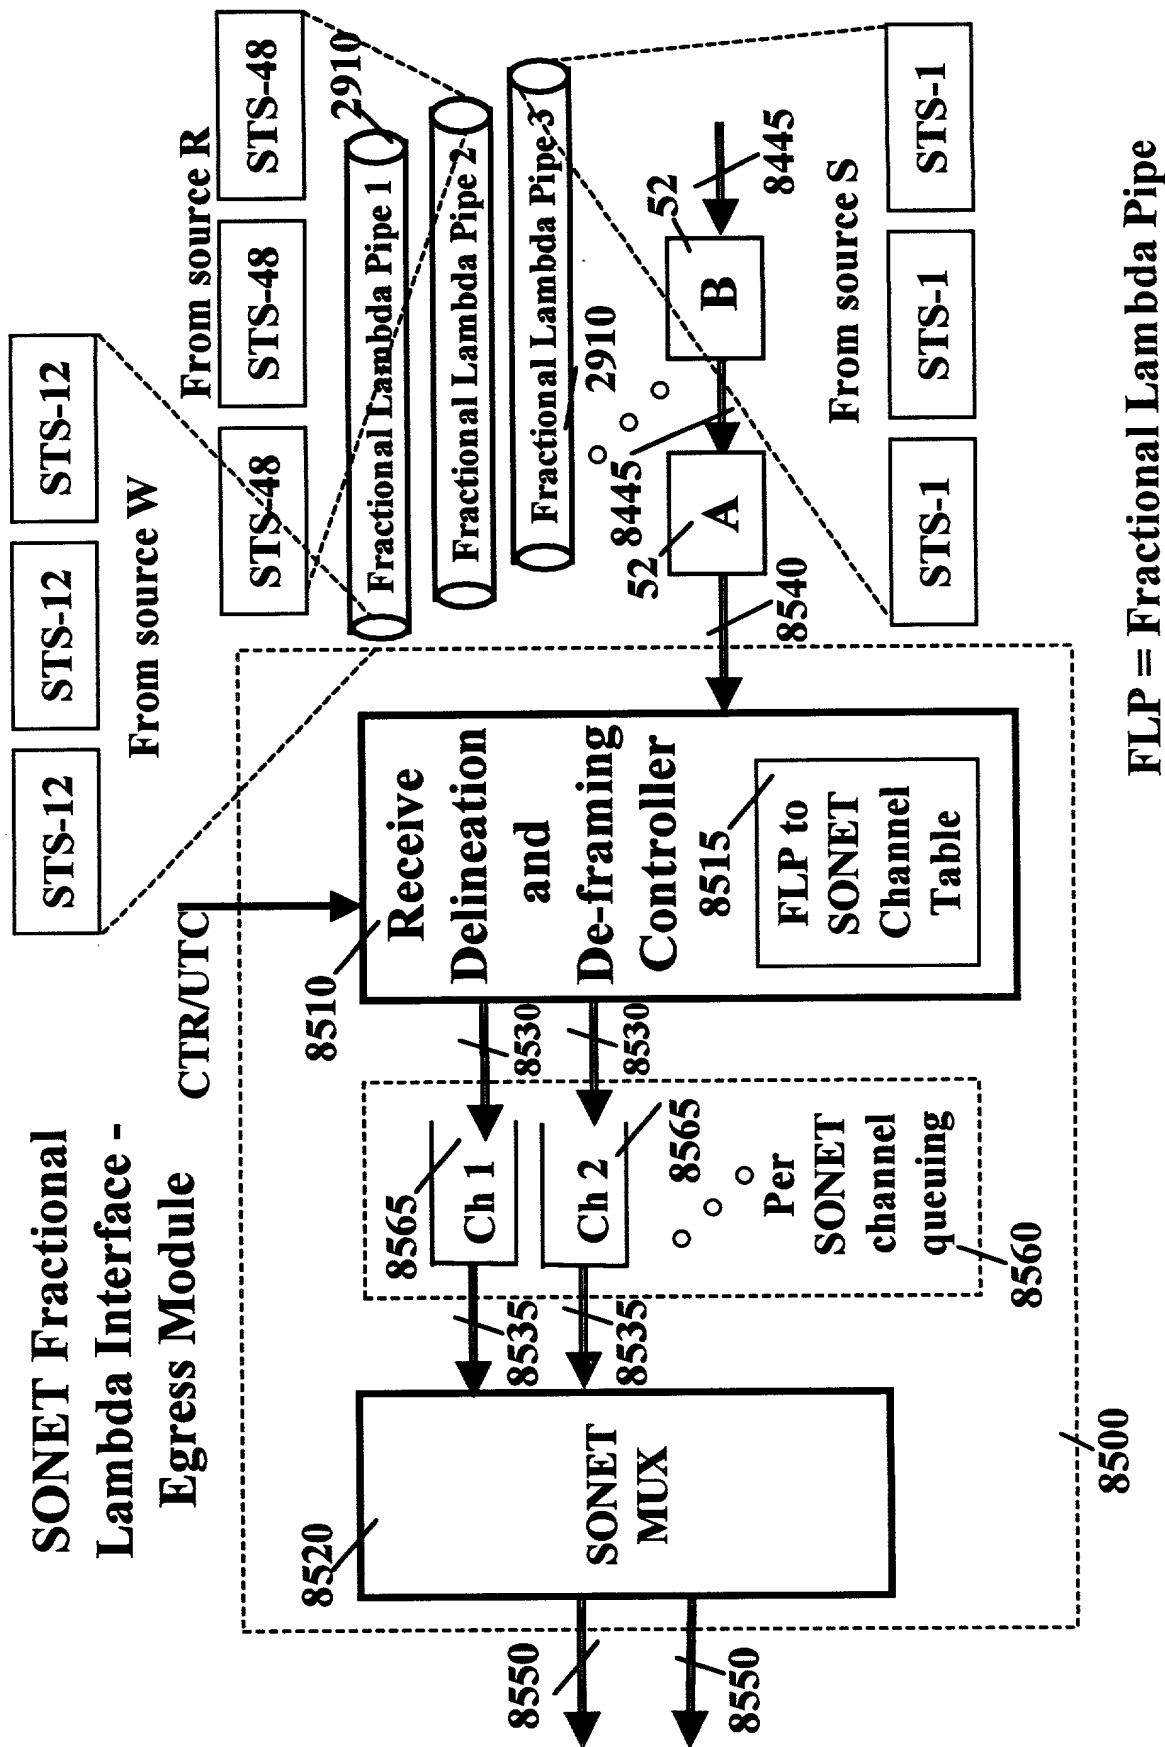 SONET Fractional
Lambda Interface -
Egress Module
STS-12
STS-12
STS-12
From source W
STS-48
STS-48
STS-48
From source R
CTR/UTC
8510
2910
Fractional Lambda Pipe 1
Fractional Lambda Pipe 2
Fractional Lambda Pipe 3
2910
8520
SONET
MUX
8535
8535
8565
Ch 1
Ch 2
8565
Per
SONET
channel
queuing
8560
8530
8530
Receive
Delineation
and
De-framing
Controller
8515
FLP to
SONET
Channel
Table
8540
52
A
8445
B
52
8445
8550
8550
8500
From source S
STS-1
STS-1
STS-1
FLP = Fractional Lambda Pipe